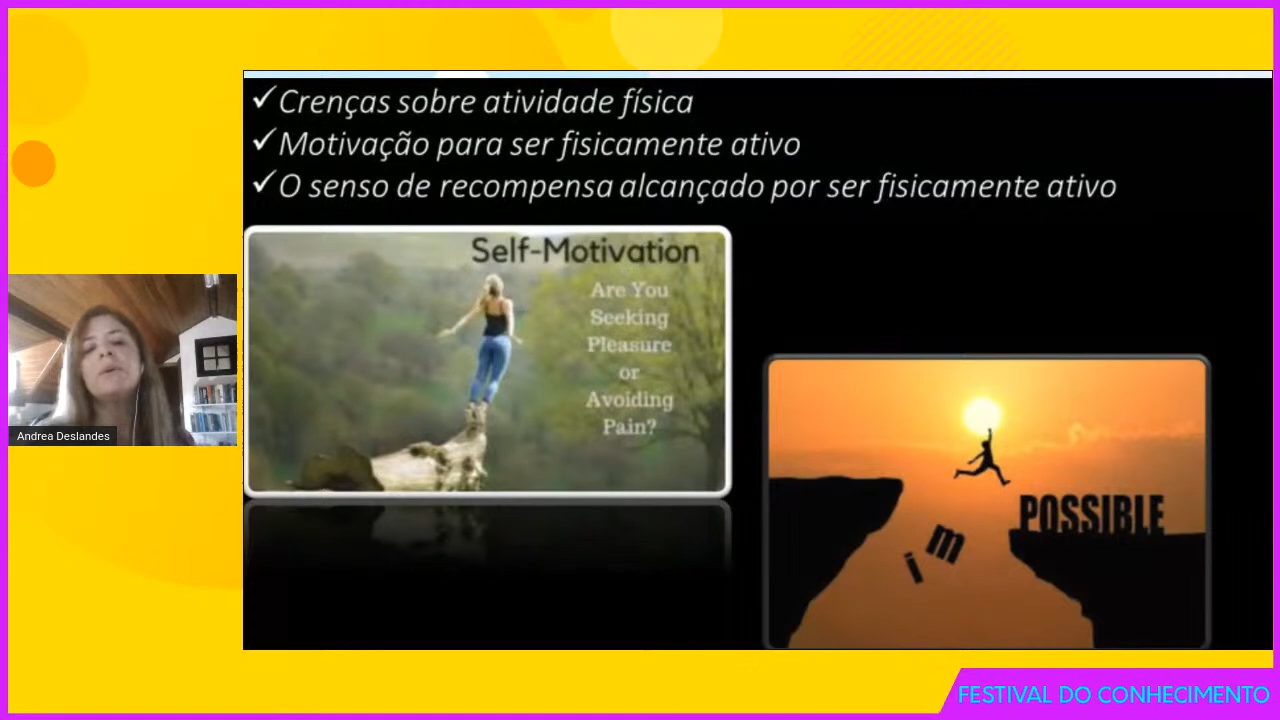 ✓Crenças sobre atividade física
✓Motivação para ser fisicamente ativo
✓O senso de recompensa alcançado por ser fisicamente ativo
Self-Motivation
Are You
Seeking
Pleasure
or
Avoiding
Pain?
POSSIBLE
i m
Andrea Deslandes
FESTIVAL DO CONHECIMENTO